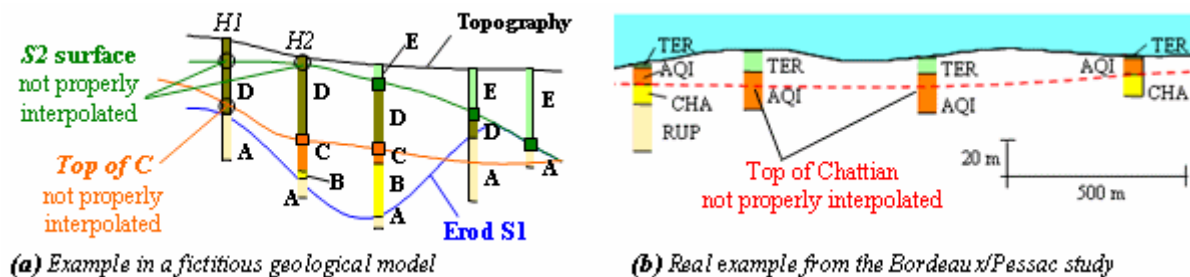 H1
H2
E
Topography
S2 surface
not properly
interpolated
D
D
D
E
E
D
C
C
A
B
B
A
A
A
A
Top of C
not properly
interpolated
Erod S1
(a) Example in a fictitious geological model
TER
AQI
CHA
RUP
TER
AQI
TER
AQI
TER
AQI
CHA
Top of Chattian
not properly interpolated
20 m
500 m
(b) Real example from the Bordeaux/Pessac study